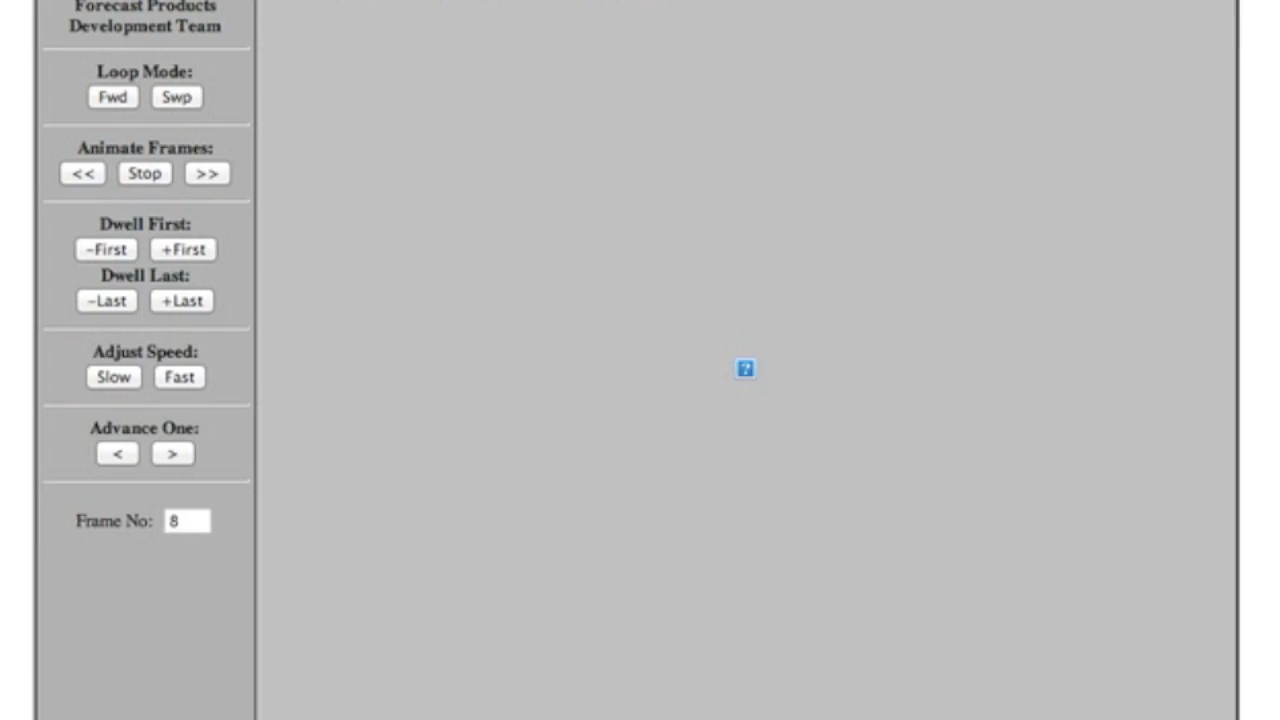 Forecast Products
Development Team
Loop Mode:
Fwd Swp
Animate Frames:
<< Stop >>
Dwell First:
-First +First
Dwell Last:
-Last +Last
Adjust Speed:
Slow Fast
Advance One:
< >
Frame No: 8
?